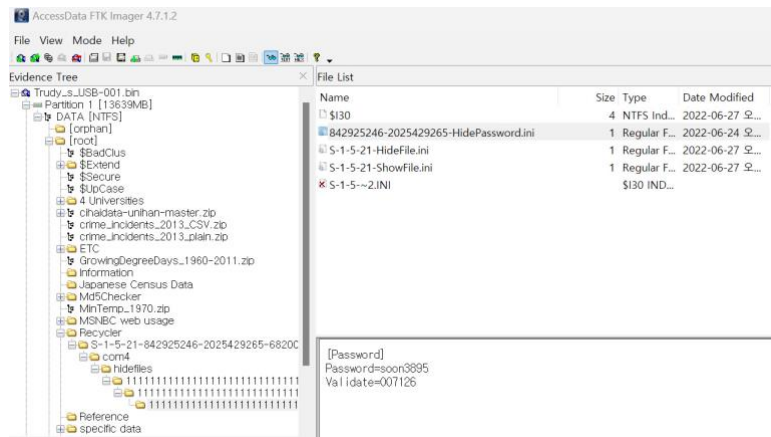 AccessData FTK Imager 4.7.1.2
File View Mode Help
Evidence Tree
Trudy_s_USB-001.bin
Partition 1 [13639MB]
DATA [NTFS]
[orphan]
[root]
$BadClus
$Extend
$Secure
$UpCase
4 Universities
cihaidata-unihan-master.zip
crime_incidents_2013_CSV.zip
crime_incidents_2013_plain.zip
ETC
GrowingDegreeDays_1960-2011.zip
Information
Japanese Census Data
Md5Checker
MinTemp_1970.zip
MSNBC web usage
Recycler
S-1-5-21-842925246-2025429265-68200
com4
hidefiles
Reference
specific data
File List
Name Size Type Date Modified
$I30 4 NTFS Ind... 2022-06-27 오...
842925246-2025429265-HidePassword.ini 1 Regular F... 2022-06-24 오...
S-1-5-21-HideFile.ini 1 Regular F... 2022-06-27 오...
S-1-5-21-ShowFile.ini 1 Regular F... 2022-06-27 오...
S-1-5-~2.INI $I30 IND...
[Password]
Password=soon3895
Validate=007126